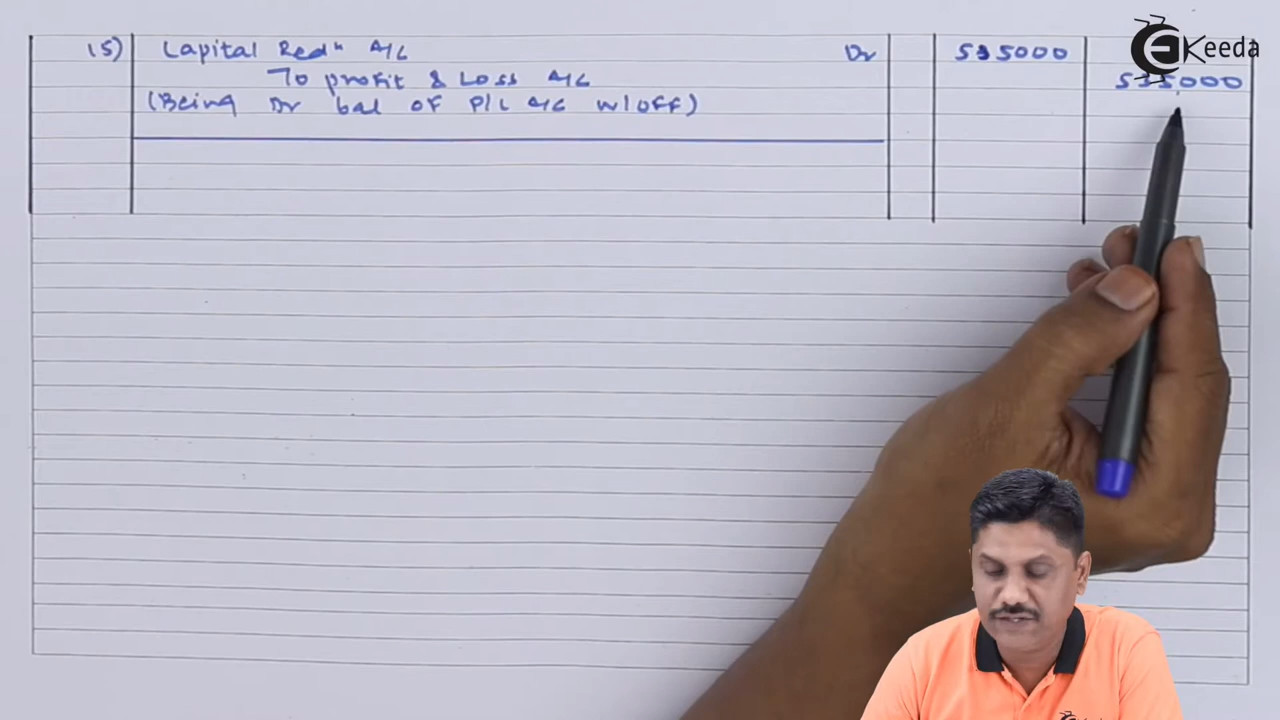 15) Capital Redn A/c Dr 535000
To profit & Loss A/c 535000
(Being Dr bal of P/L A/c w/off)
EKeeda